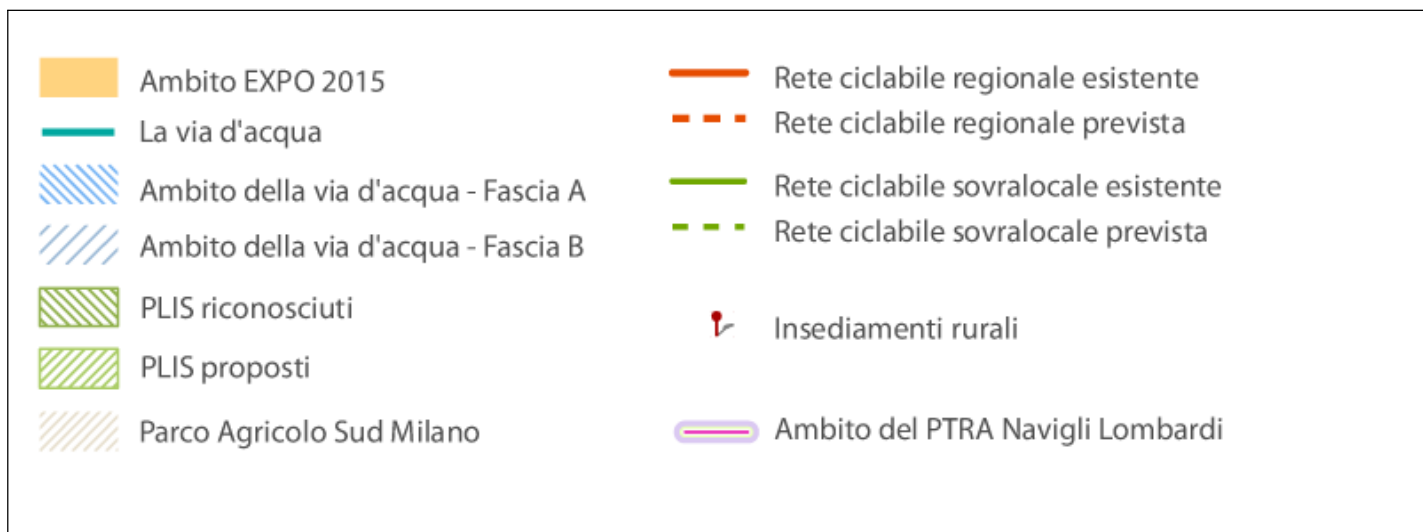 Ambito EXPO 2015
La via d'acqua
Ambito della via d'acqua - Fascia A
Ambito della via d'acqua - Fascia B
PLIS riconosciuti
PLIS proposti
Parco Agricolo Sud Milano
Rete ciclabile regionale esistente
Rete ciclabile regionale prevista
Rete ciclabile sovralocale esistente
Rete ciclabile sovralocale prevista
Insediamenti rurali
Ambito del PTRA Navigli Lombardi